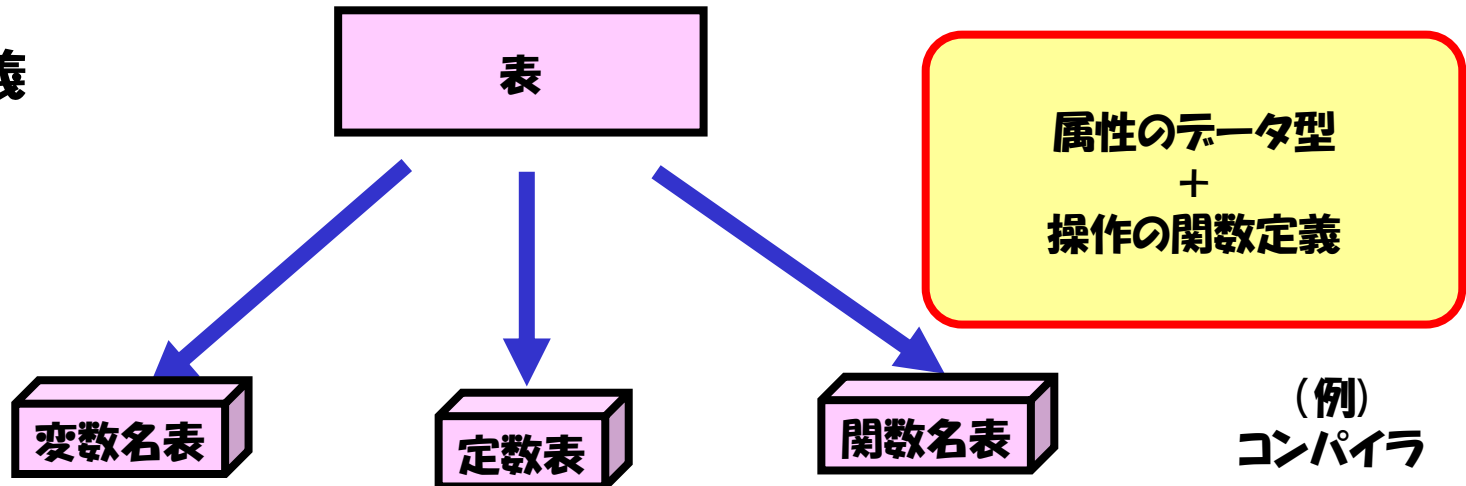 義
表
属性のデータ型
+
操作の関数定義
変数名表
定数表
関数名表
(例)
コンパイラ